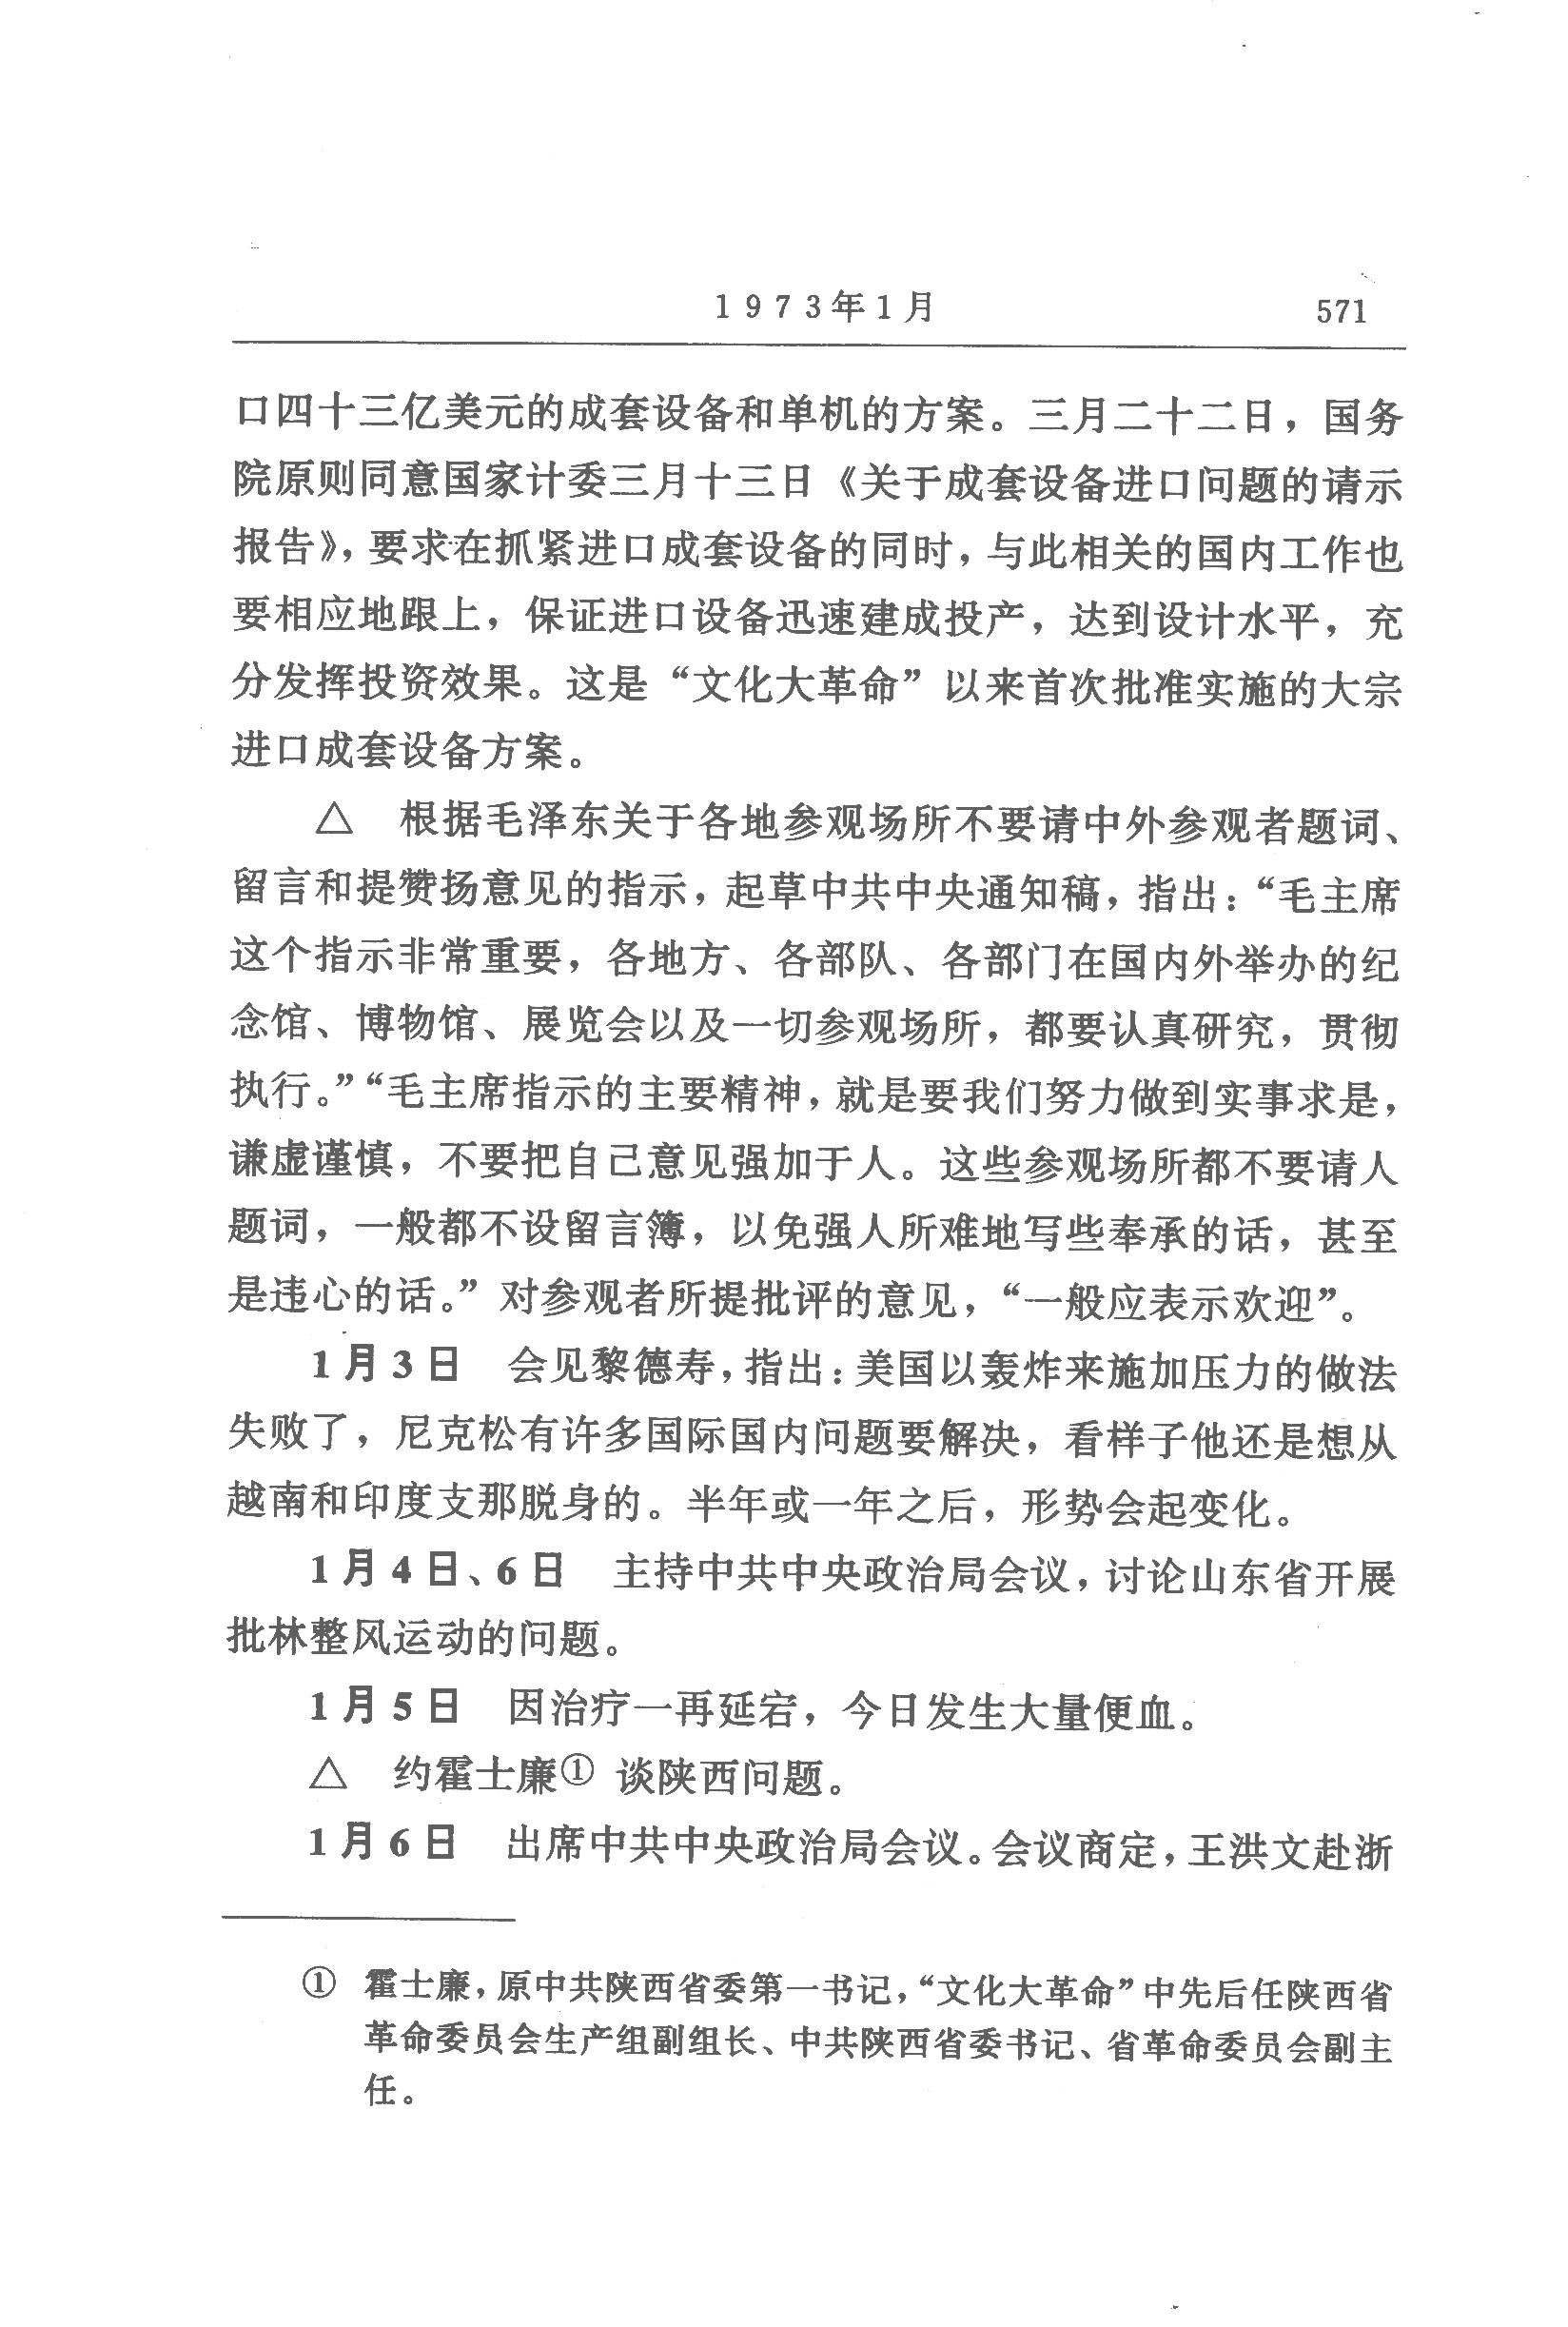 1973年1月 571
口四十三亿美元的成套设备和单机的方案。三月二十二日，国务
院原则同意国家计委三月十三日《关于成套设备进口问题的请示
报告》，要求在抓紧进口成套设备的同时，与此相关的国内工作也
要相应地跟上，保证进口设备迅速建成投产，达到设计水平，充
分发挥投资效果。这是“文化大革命”以来首次批准实施的大宗
进口成套设备方案。
△ 根据毛泽东关于各地参观场所不要请中外参观者题词、
留言和提赞扬意见的指示，起草中共中央通知稿，指出：“毛主席
这个指示非常重要，各地方、各部队、各部门在国内外举办的纪
念馆、博物馆、展览会以及一切参观场所，都要认真研究，贯彻
执行。”“毛主席指示的主要精神，就是要我们努力做到实事求是，
谦虚谨慎，不要把自己意见强加于人。这些参观场所都不要请人
题词，一般都不设留言簿，以免强人所难地写些奉承的话，甚至
是违心的话。”对参观者所提批评的意见，“一般应表示欢迎”。
1月3日 会见黎德寿，指出：美国以轰炸来施加压力的做法
失败了，尼克松有许多国际国内问题要解决，看样子他还是想从
越南和印度支那脱身的。半年或一年之后，形势会起变化。
1月4日、6日 主持中共中央政治局会议，讨论山东省开展
批林整风运动的问题。
1月5日 因治疗一再延宕，今日发生大量便血。
△ 约霍士廉① 谈陕西问题。
1月6日 出席中共中央政治局会议。会议商定，王洪文赴浙
① 霍士廉，原中共陕西省委第一书记，“文化大革命”中先后任陕西省
革命委员会生产组副组长、中共陕西省委书记、省革命委员会副主
任。